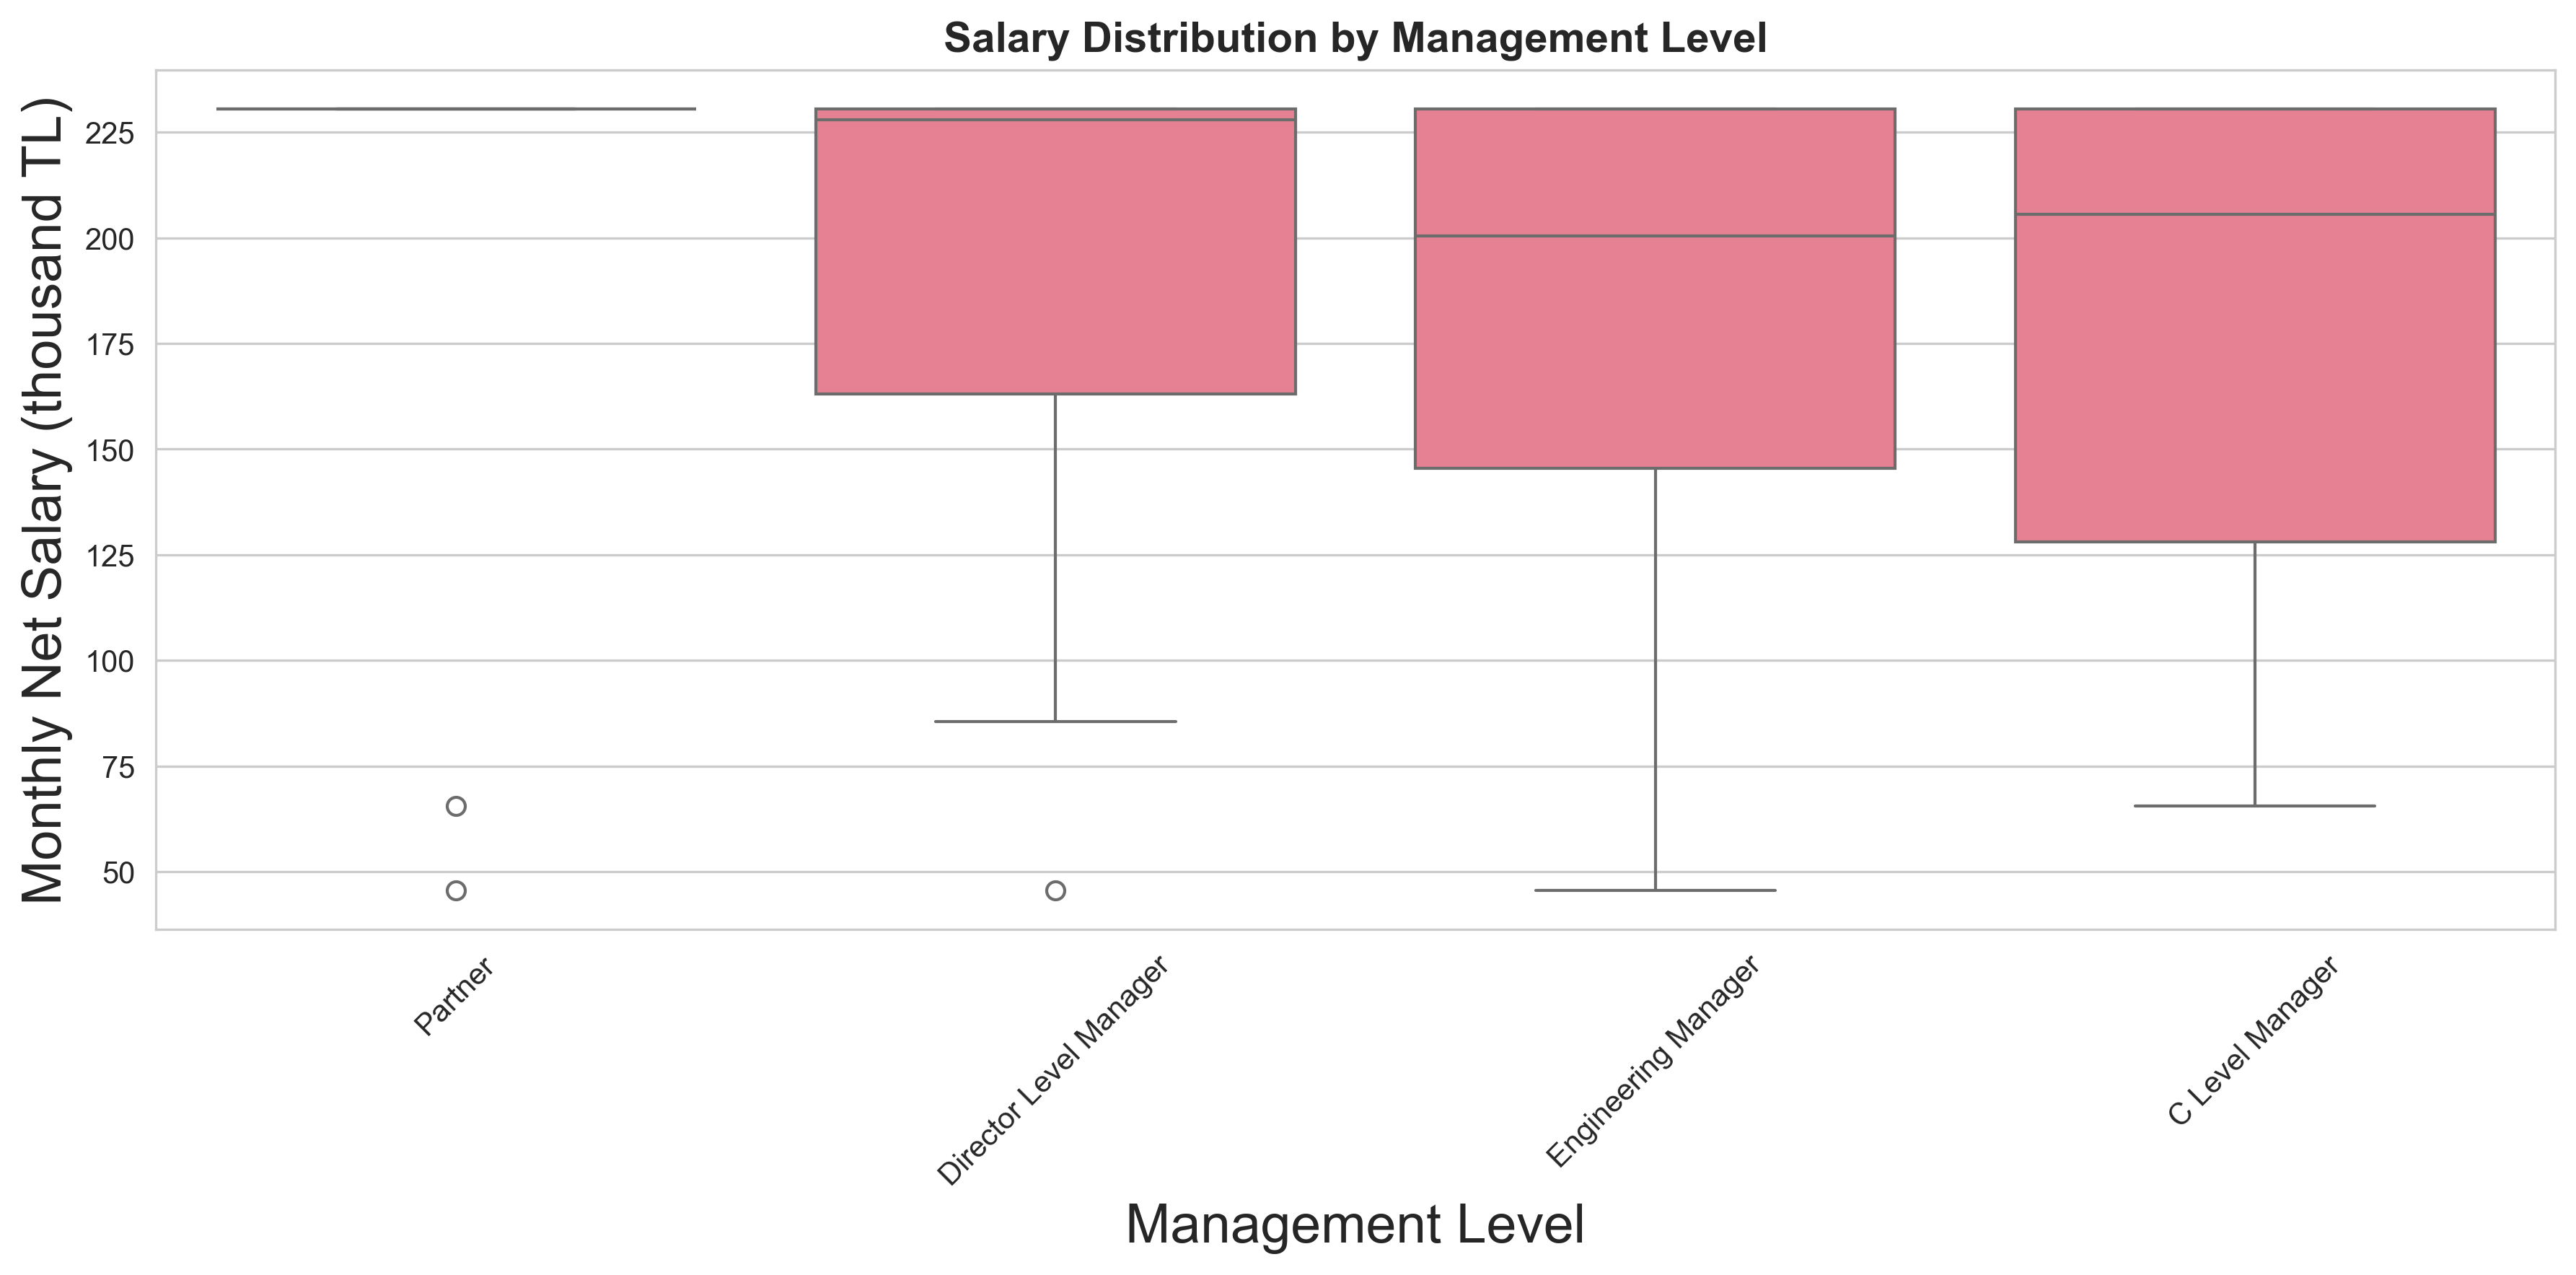 Salary Distribution by Management Level
Monthly Net Salary (thousand TL)
225
200
175
150
125
100
75
50
Partner
Director Level Manager
Engineering Manager
C Level Manager
Management Level